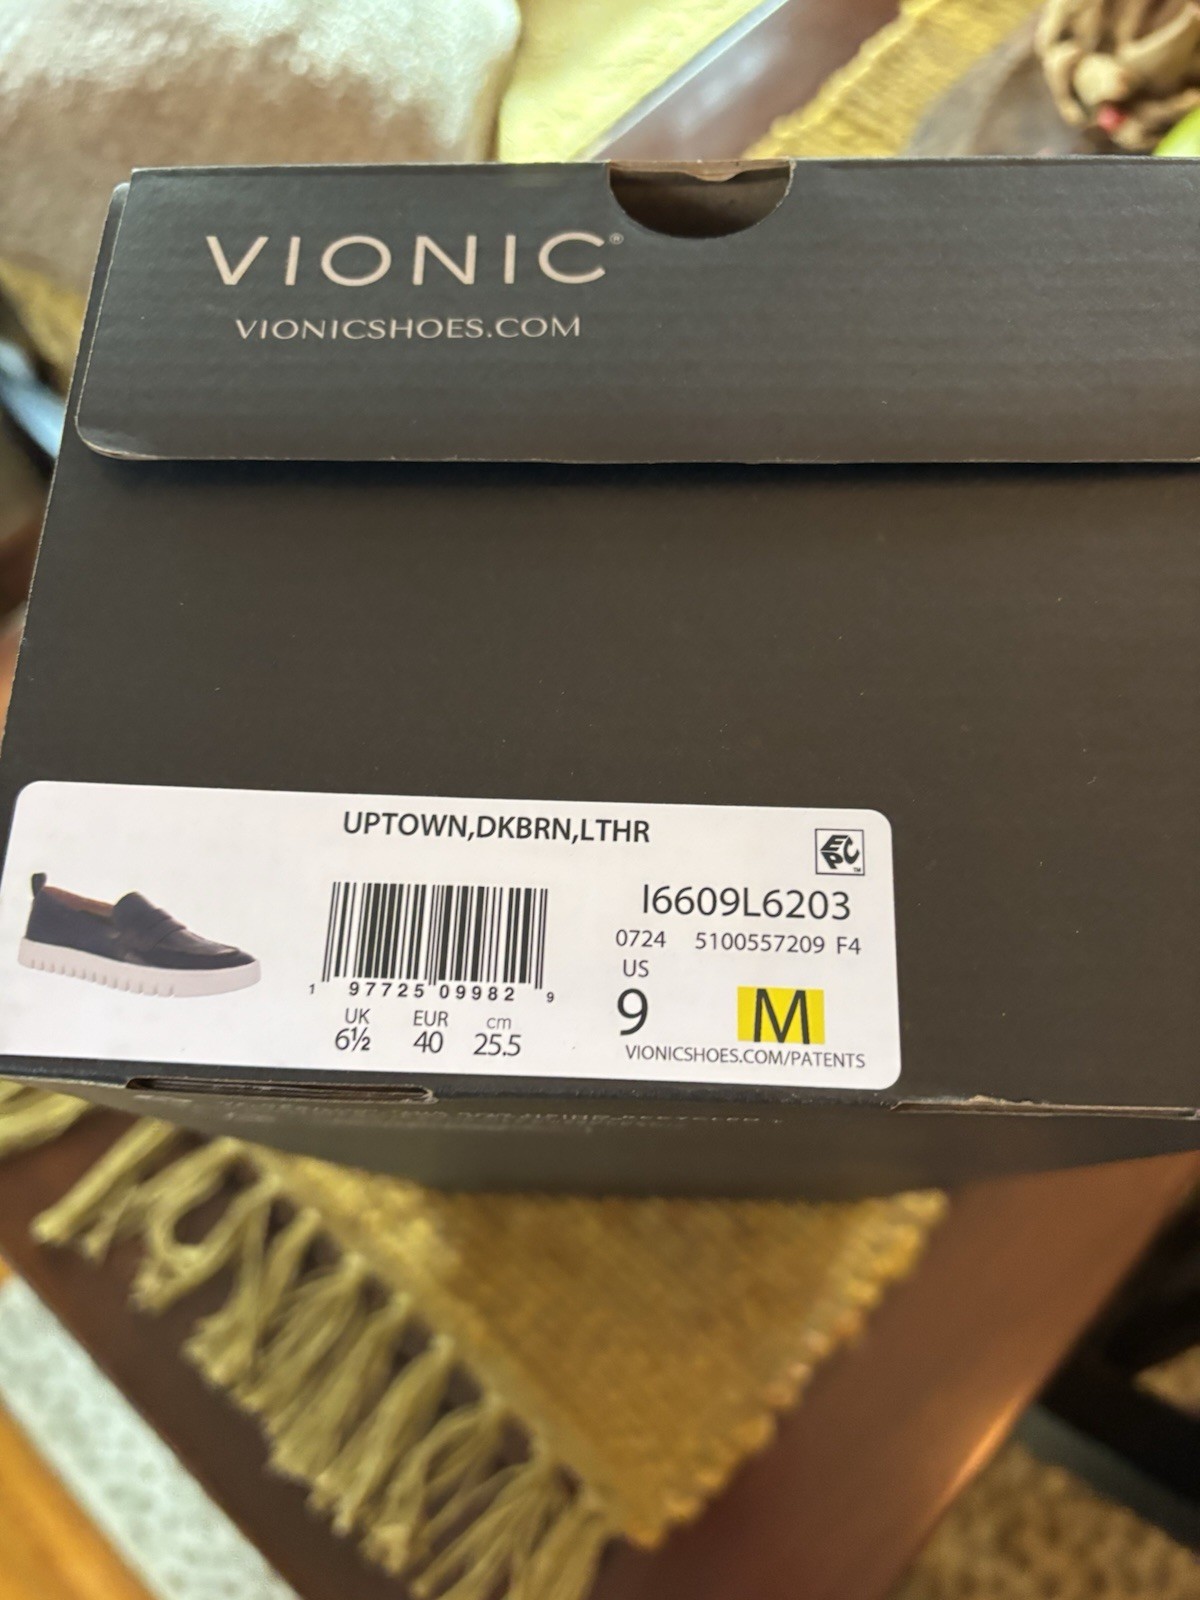 VIONIC®
VIONICSHOES.COM
UPTOWN,DKBRN,LTHR
EPC™
I6609L6203
0724 5100557209 F4
US
9 M
VIONICSHOES.COM/PATENTS
1 97725 09982 9
UK EUR cm
6½ 40 25.5